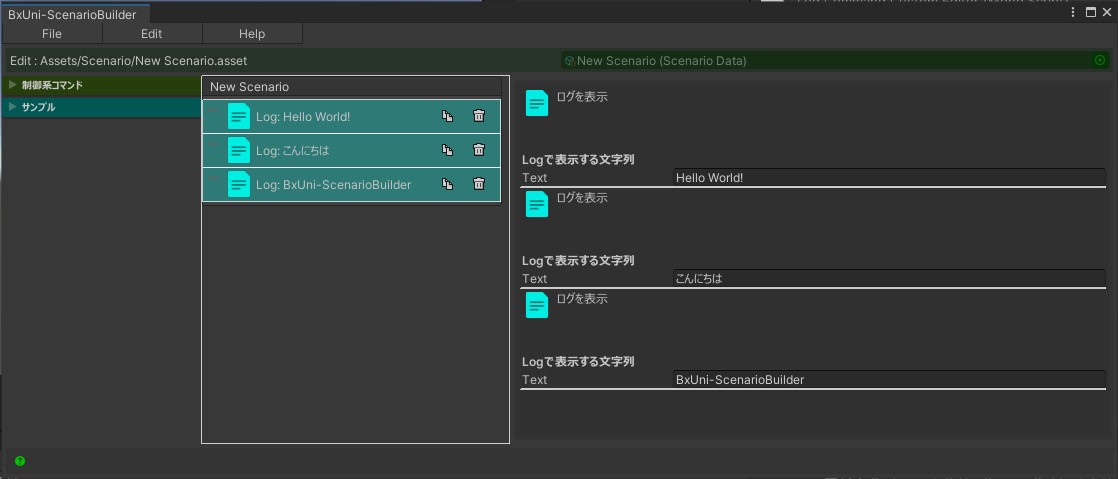 BxUni-ScenarioBuilder
File Edit Help
Edit : Assets/Scenario/New Scenario.asset
New Scenario (Scenario Data)
制御系コマンド
サンプル
New Scenario
Log: Hello World!
Log: こんにちは
Log: BxUni-ScenarioBuilder
ログを表示
Logで表示する文字列
Text Hello World!
ログを表示
Logで表示する文字列
Text こんにちは
ログを表示
Logで表示する文字列
Text BxUni-ScenarioBuilder